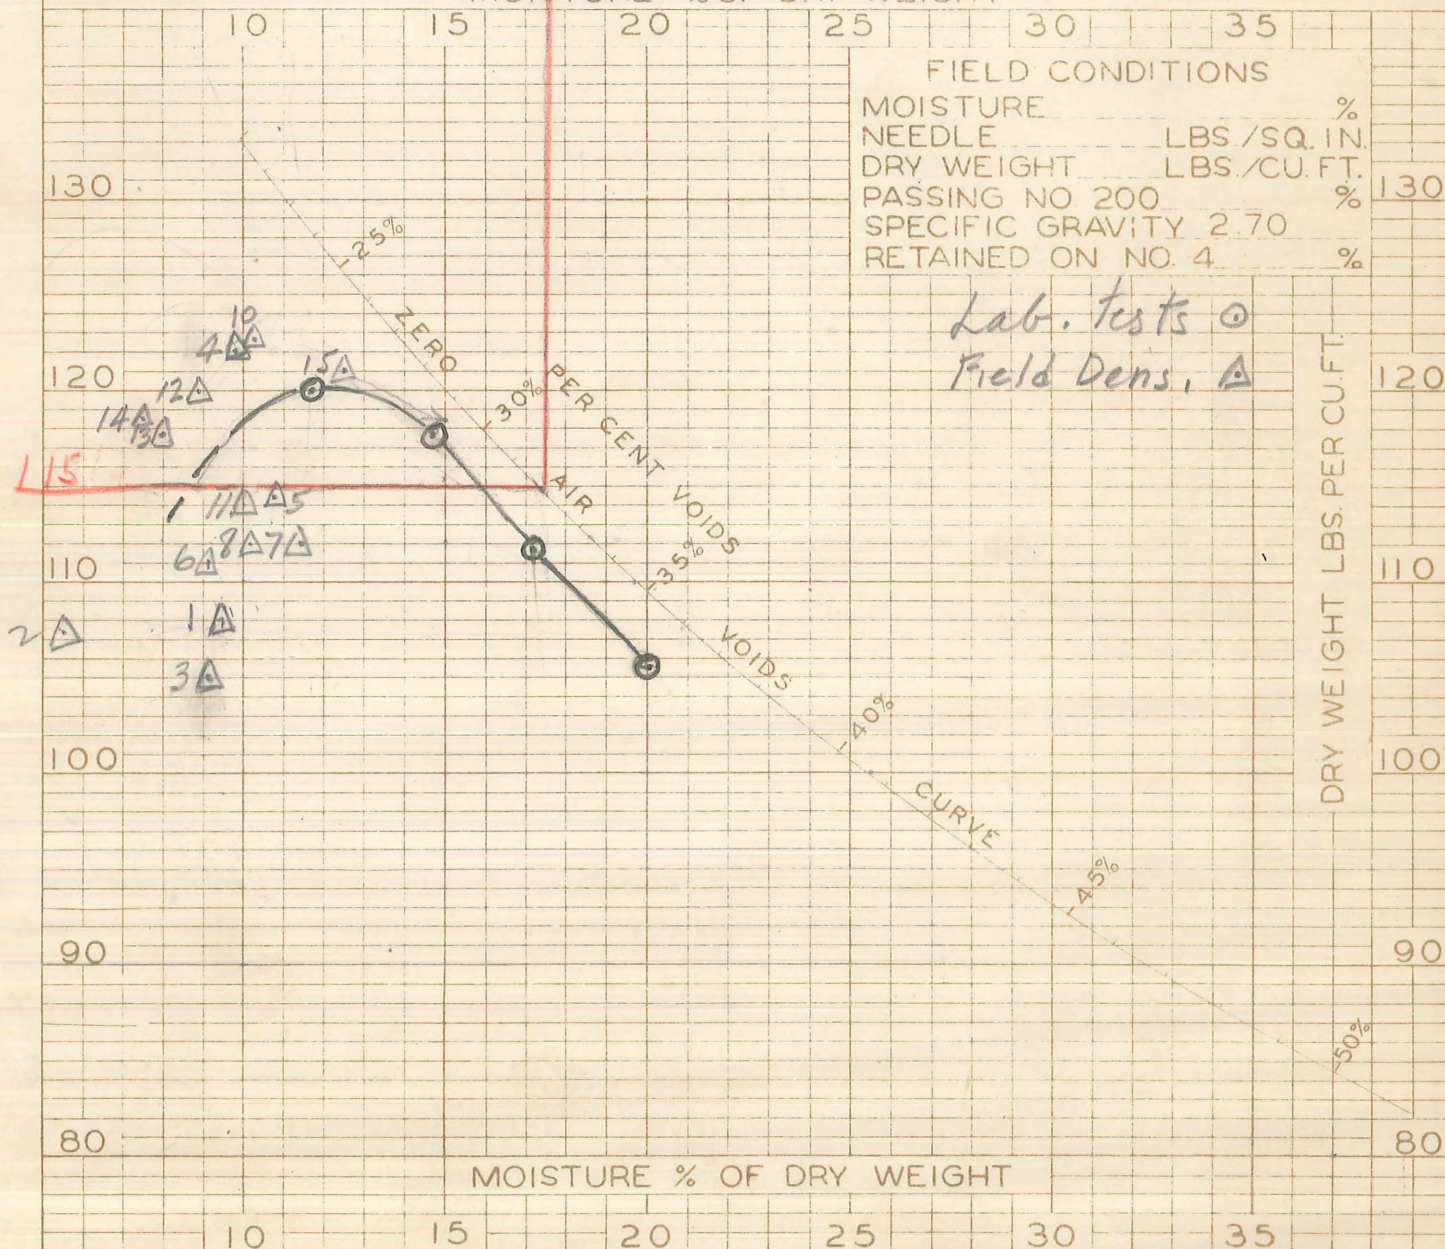 MOISTURE % OF DRY WEIGHT
10 15 20 25 30 35
FIELD CONDITIONS
MOISTURE %
NEEDLE LBS./SQ. IN.
DRY WEIGHT LBS./CU. FT.
PASSING NO. 200 %
SPECIFIC GRAVITY 2.70
RETAINED ON NO. 4 %
Lab. tests
Field Dens.
130 130
-25%
ZERO
10
4
15
120 120
12
14
13
-30%
PER CENT VOIDS
115
AIR
11 5
8 7
6
-35%
110 110
1
2
3
VOIDS
-40%
100 100
CURVE
-45%
90 90
-50%
80 80
DRY WEIGHT LBS. PER CU. FT.
MOISTURE % OF DRY WEIGHT
10 15 20 25 30 35